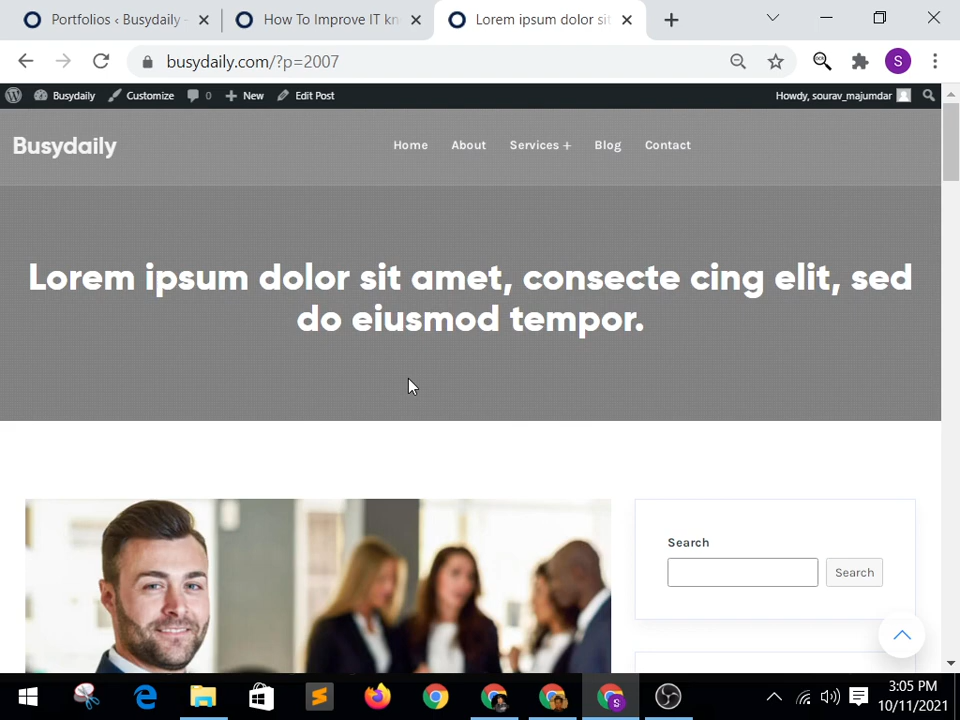 Portfolios ‹ Busydaily -
How To Improve IT kn
Lorem ipsum dolor sit
busydaily.com/?p=2007
S
Busydaily
Customize
0
New
Edit Post
Howdy, sourav_majumdar
Busydaily
Home
About
Services +
Blog
Contact
Lorem ipsum dolor sit amet, consecte cing elit, sed
do eiusmod tempor.
Search
Search
3:05 PM
10/11/2021